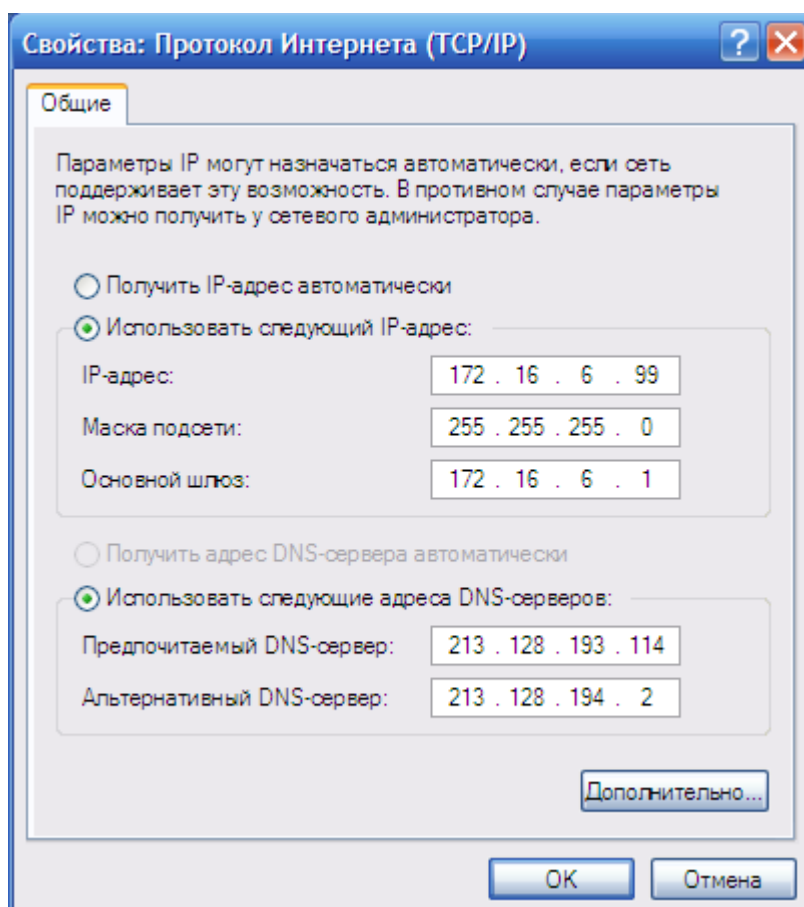 Свойства: Протокол Интернета (TCP/IP)
Общие
Параметры IP могут назначаться автоматически, если сеть
поддерживает эту возможность. В противном случае параметры
IP можно получить у сетевого администратора.
Получить IP-адрес автоматически
Использовать следующий IP-адрес:
IP-адрес: 172 . 16 . 6 . 99
Маска подсети: 255 . 255 . 255 . 0
Основной шлюз: 172 . 16 . 6 . 1
Получить адрес DNS-сервера автоматически
Использовать следующие адреса DNS-серверов:
Предпочитаемый DNS-сервер: 213 . 128 . 193 . 114
Альтернативный DNS-сервер: 213 . 128 . 194 . 2
Дополнительно...
OK Отмена